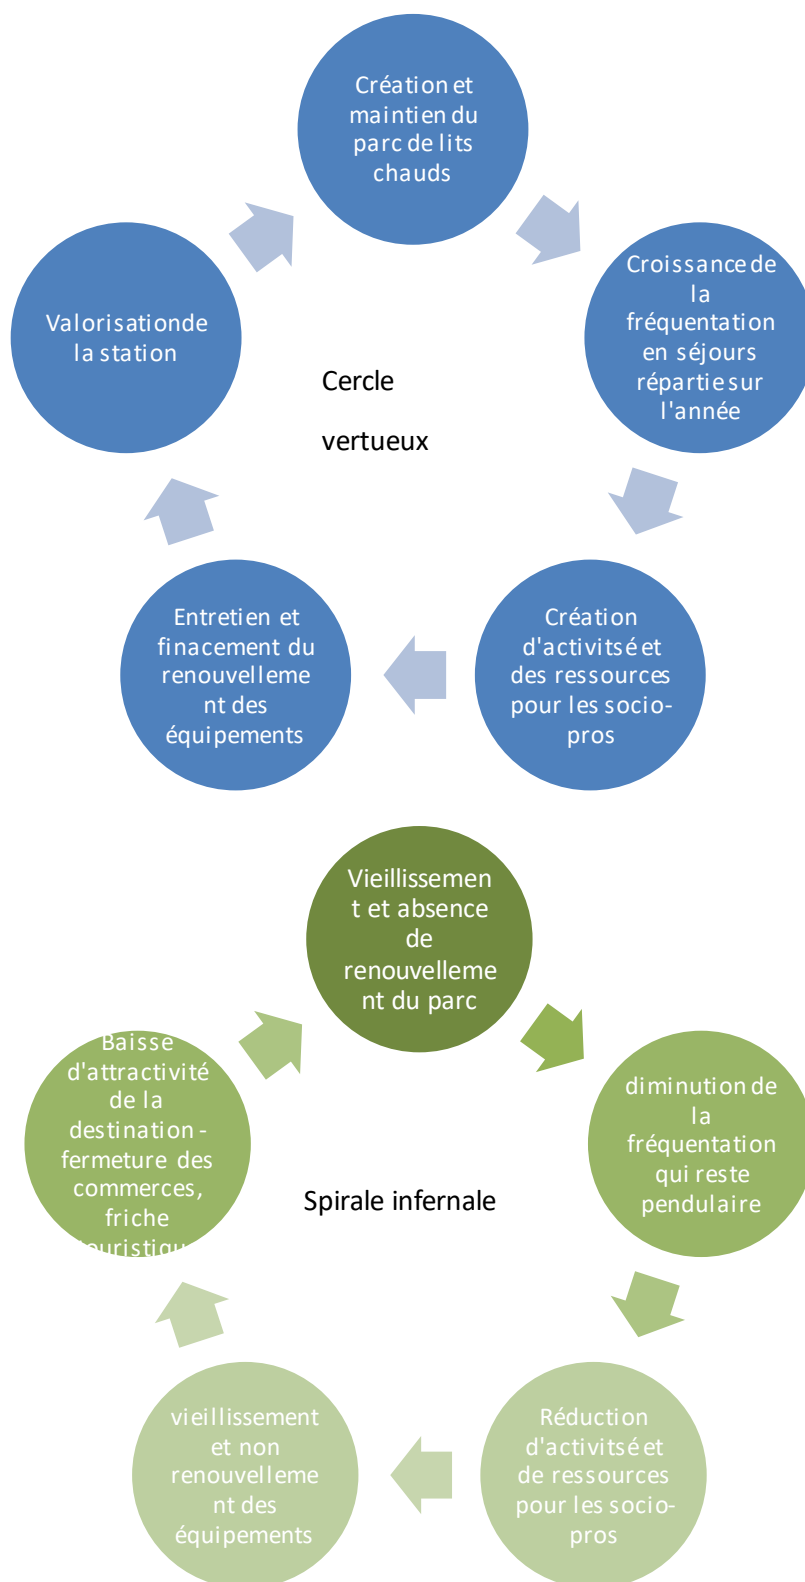 Création et
maintien du
parc de lits
chauds
Croissance de
la
fréquentation
en séjours
répartie sur
l'année
Valorisationde
la station
Cercle
vertueux
Création
d'activitsé et
des ressources
pour les socio-
pros
Entretien et
finacement du
renouvelleme
nt des
équipements
Vieillissemen
t et absence
de
renouvelleme
nt du parc
diminution de
la
fréquentation
qui reste
pendulaire
Baisse
d'attractivité
de la
destination -
fermeture des
commerces,
friche
touristique
Spirale infernale
Réduction
d'activitsé et
de ressources
pour les socio-
pros
vieillissement
et non
renouvelleme
nt des
équipements